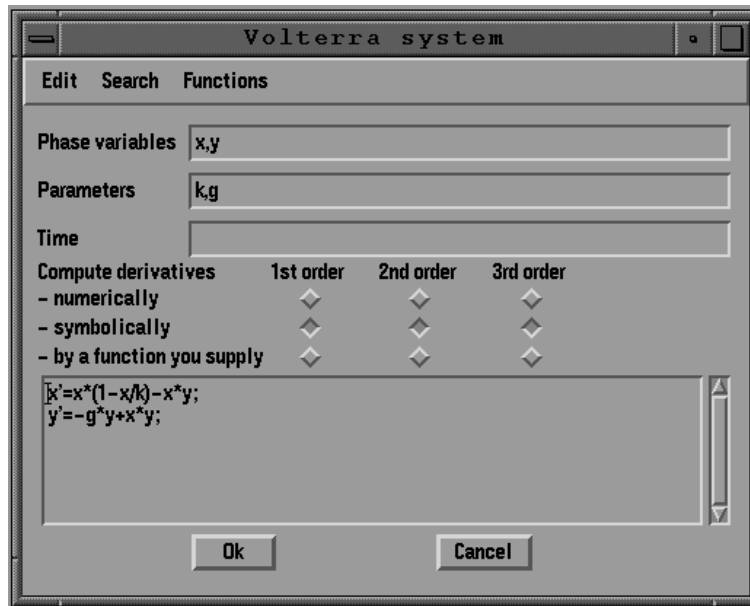 Volterra system
Edit Search Functions
Phase variables x,y
Parameters k,g
Time
Compute derivatives 1st order 2nd order 3rd order
– numerically
– symbolically
– by a function you supply
x'=x*(1–x/k)–x*y;
y'=–g*y+x*y;
Ok Cancel